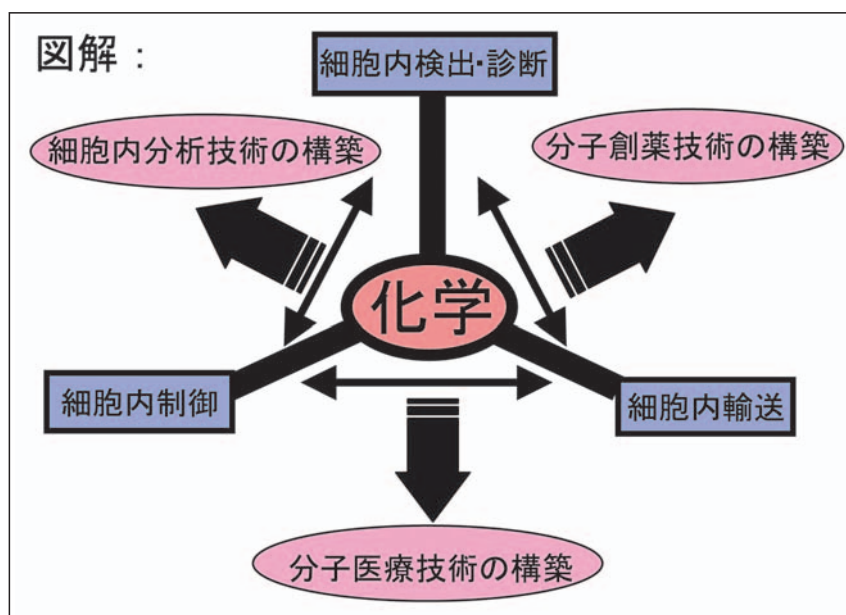 図解：
細胞内検出・診断
細胞内分析技術の構築
分子創薬技術の構築
化学
細胞内制御
細胞内輸送
分子医療技術の構築